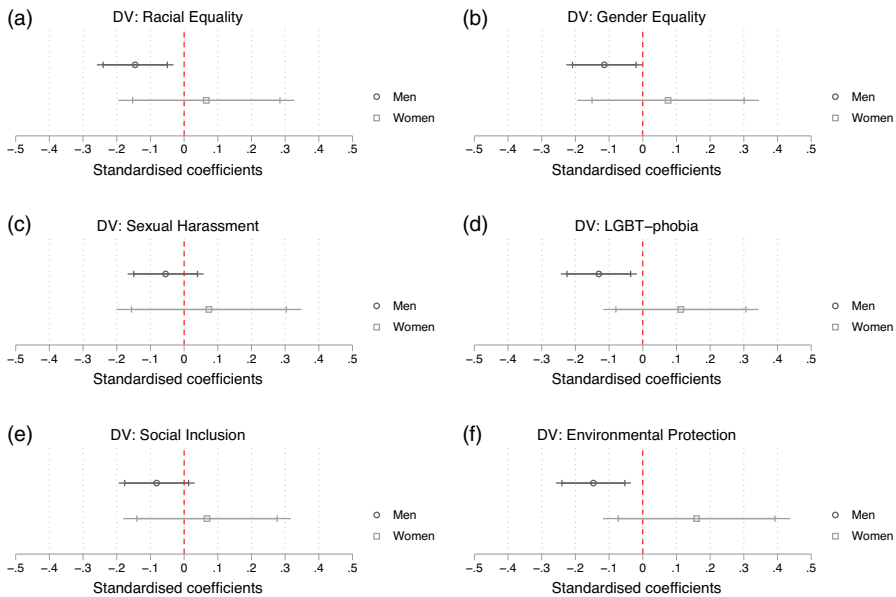 (a)
DV: Racial Equality
Men
Women
–.5 –.4 –.3 –.2 –.1 0 .1 .2 .3 .4 .5
Standardised coefficients
(b)
DV: Gender Equality
Men
Women
–.5 –.4 –.3 –.2 –.1 0 .1 .2 .3 .4 .5
Standardised coefficients
(c)
DV: Sexual Harassment
Men
Women
–.5 –.4 –.3 –.2 –.1 0 .1 .2 .3 .4 .5
Standardised coefficients
(d)
DV: LGBT–phobia
Men
Women
–.5 –.4 –.3 –.2 –.1 0 .1 .2 .3 .4 .5
Standardised coefficients
(e)
DV: Social Inclusion
Men
Women
–.5 –.4 –.3 –.2 –.1 0 .1 .2 .3 .4 .5
Standardised coefficients
(f)
DV: Environmental Protection
Men
Women
–.5 –.4 –.3 –.2 –.1 0 .1 .2 .3 .4 .5
Standardised coefficients